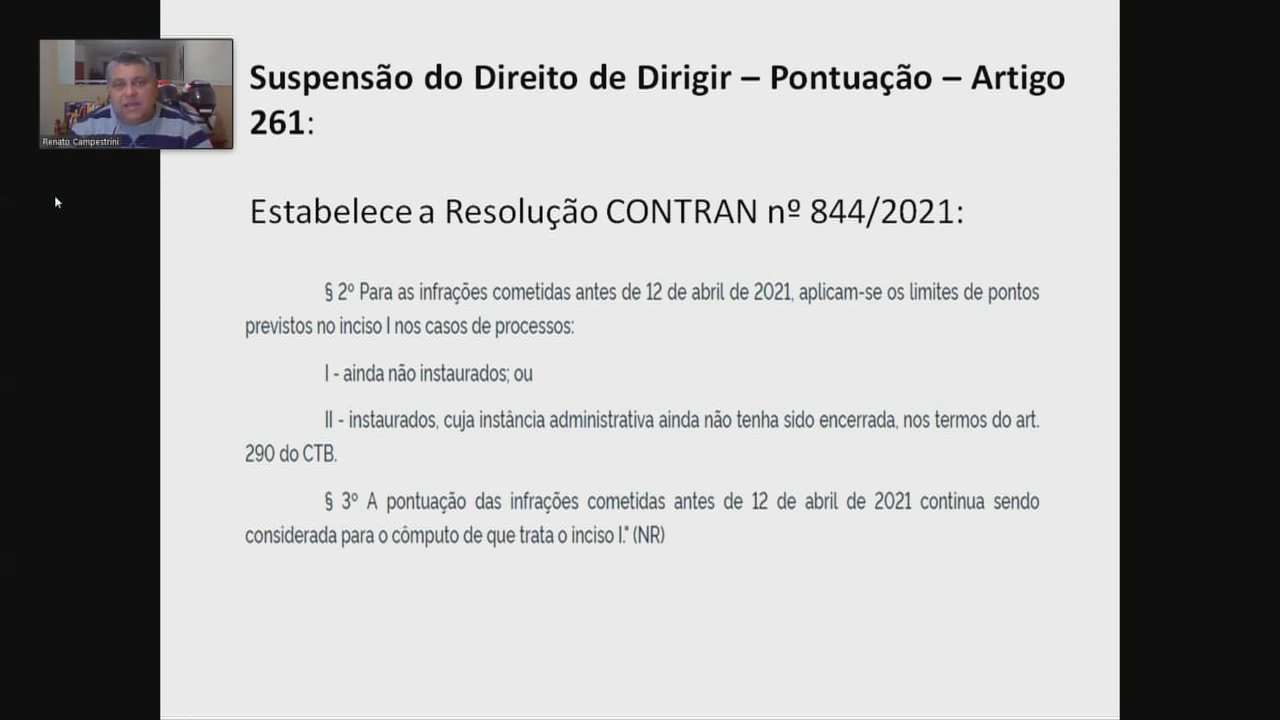 Suspensão do Direito de Dirigir – Pontuação – Artigo
261:
Renato Campestrini
Estabelece a Resolução CONTRAN nº 844/2021:
§ 2º Para as infrações cometidas antes de 12 de abril de 2021, aplicam-se os limites de pontos
previstos no inciso I nos casos de processos:
I - ainda não instaurados; ou
II - instaurados, cuja instância administrativa ainda não tenha sido encerrada, nos termos do art.
290 do CTB.
§ 3º A pontuação das infrações cometidas antes de 12 de abril de 2021 continua sendo
considerada para o cômputo de que trata o inciso I." (NR)